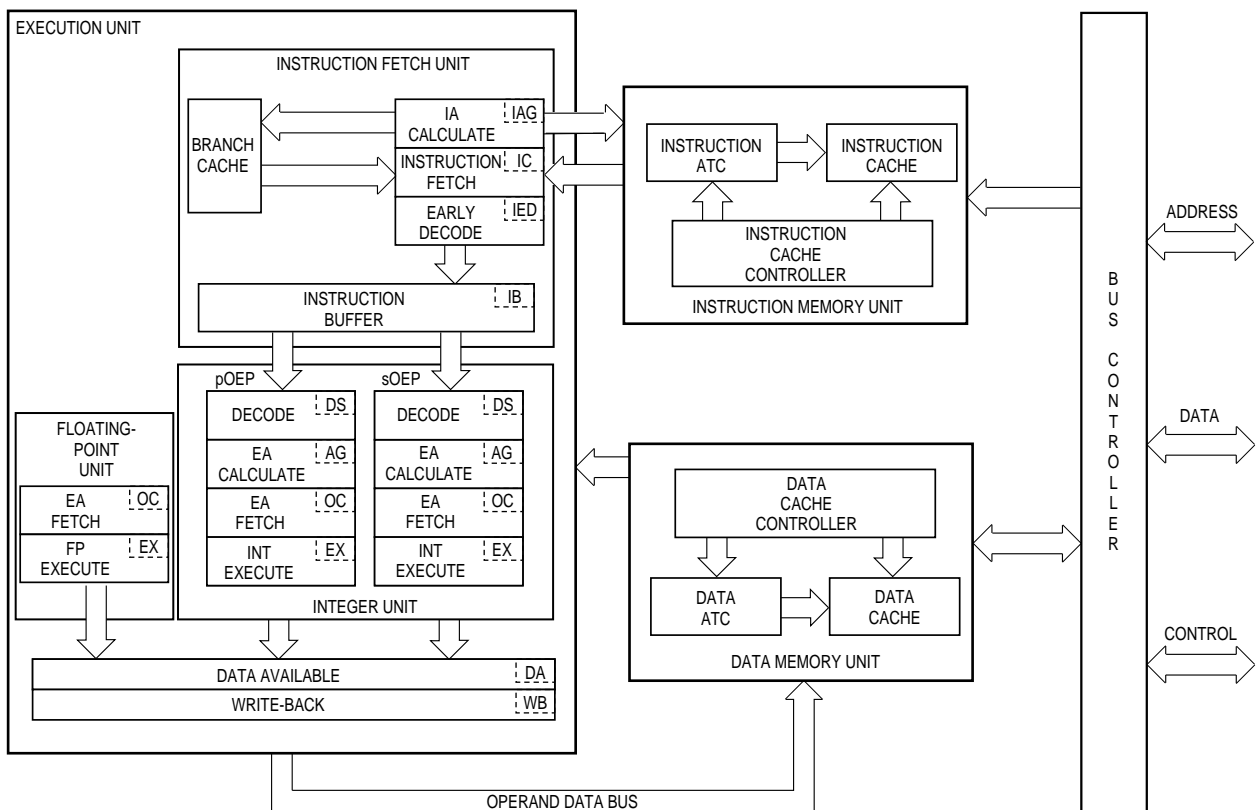 EXECUTION UNIT
INSTRUCTION FETCH UNIT
BRANCH
CACHE
IA
CALCULATE
IAG
INSTRUCTION
FETCH
IC
EARLY
DECODE
IED
INSTRUCTION
BUFFER
IB
pOEP
sOEP
DECODE
DS
EA
CALCULATE
AG
EA
FETCH
OC
INT
EXECUTE
EX
DECODE
DS
EA
CALCULATE
AG
EA
FETCH
OC
INT
EXECUTE
EX
INTEGER UNIT
FLOATING-
POINT
UNIT
EA
FETCH
OC
FP
EXECUTE
EX
DATA AVAILABLE
DA
WRITE-BACK
WB
INSTRUCTION
ATC
INSTRUCTION
CACHE
INSTRUCTION
CACHE
CONTROLLER
INSTRUCTION MEMORY UNIT
DATA
CACHE
CONTROLLER
DATA
ATC
DATA
CACHE
DATA MEMORY UNIT
OPERAND DATA BUS
BUS CONTROLLER
ADDRESS
DATA
CONTROL